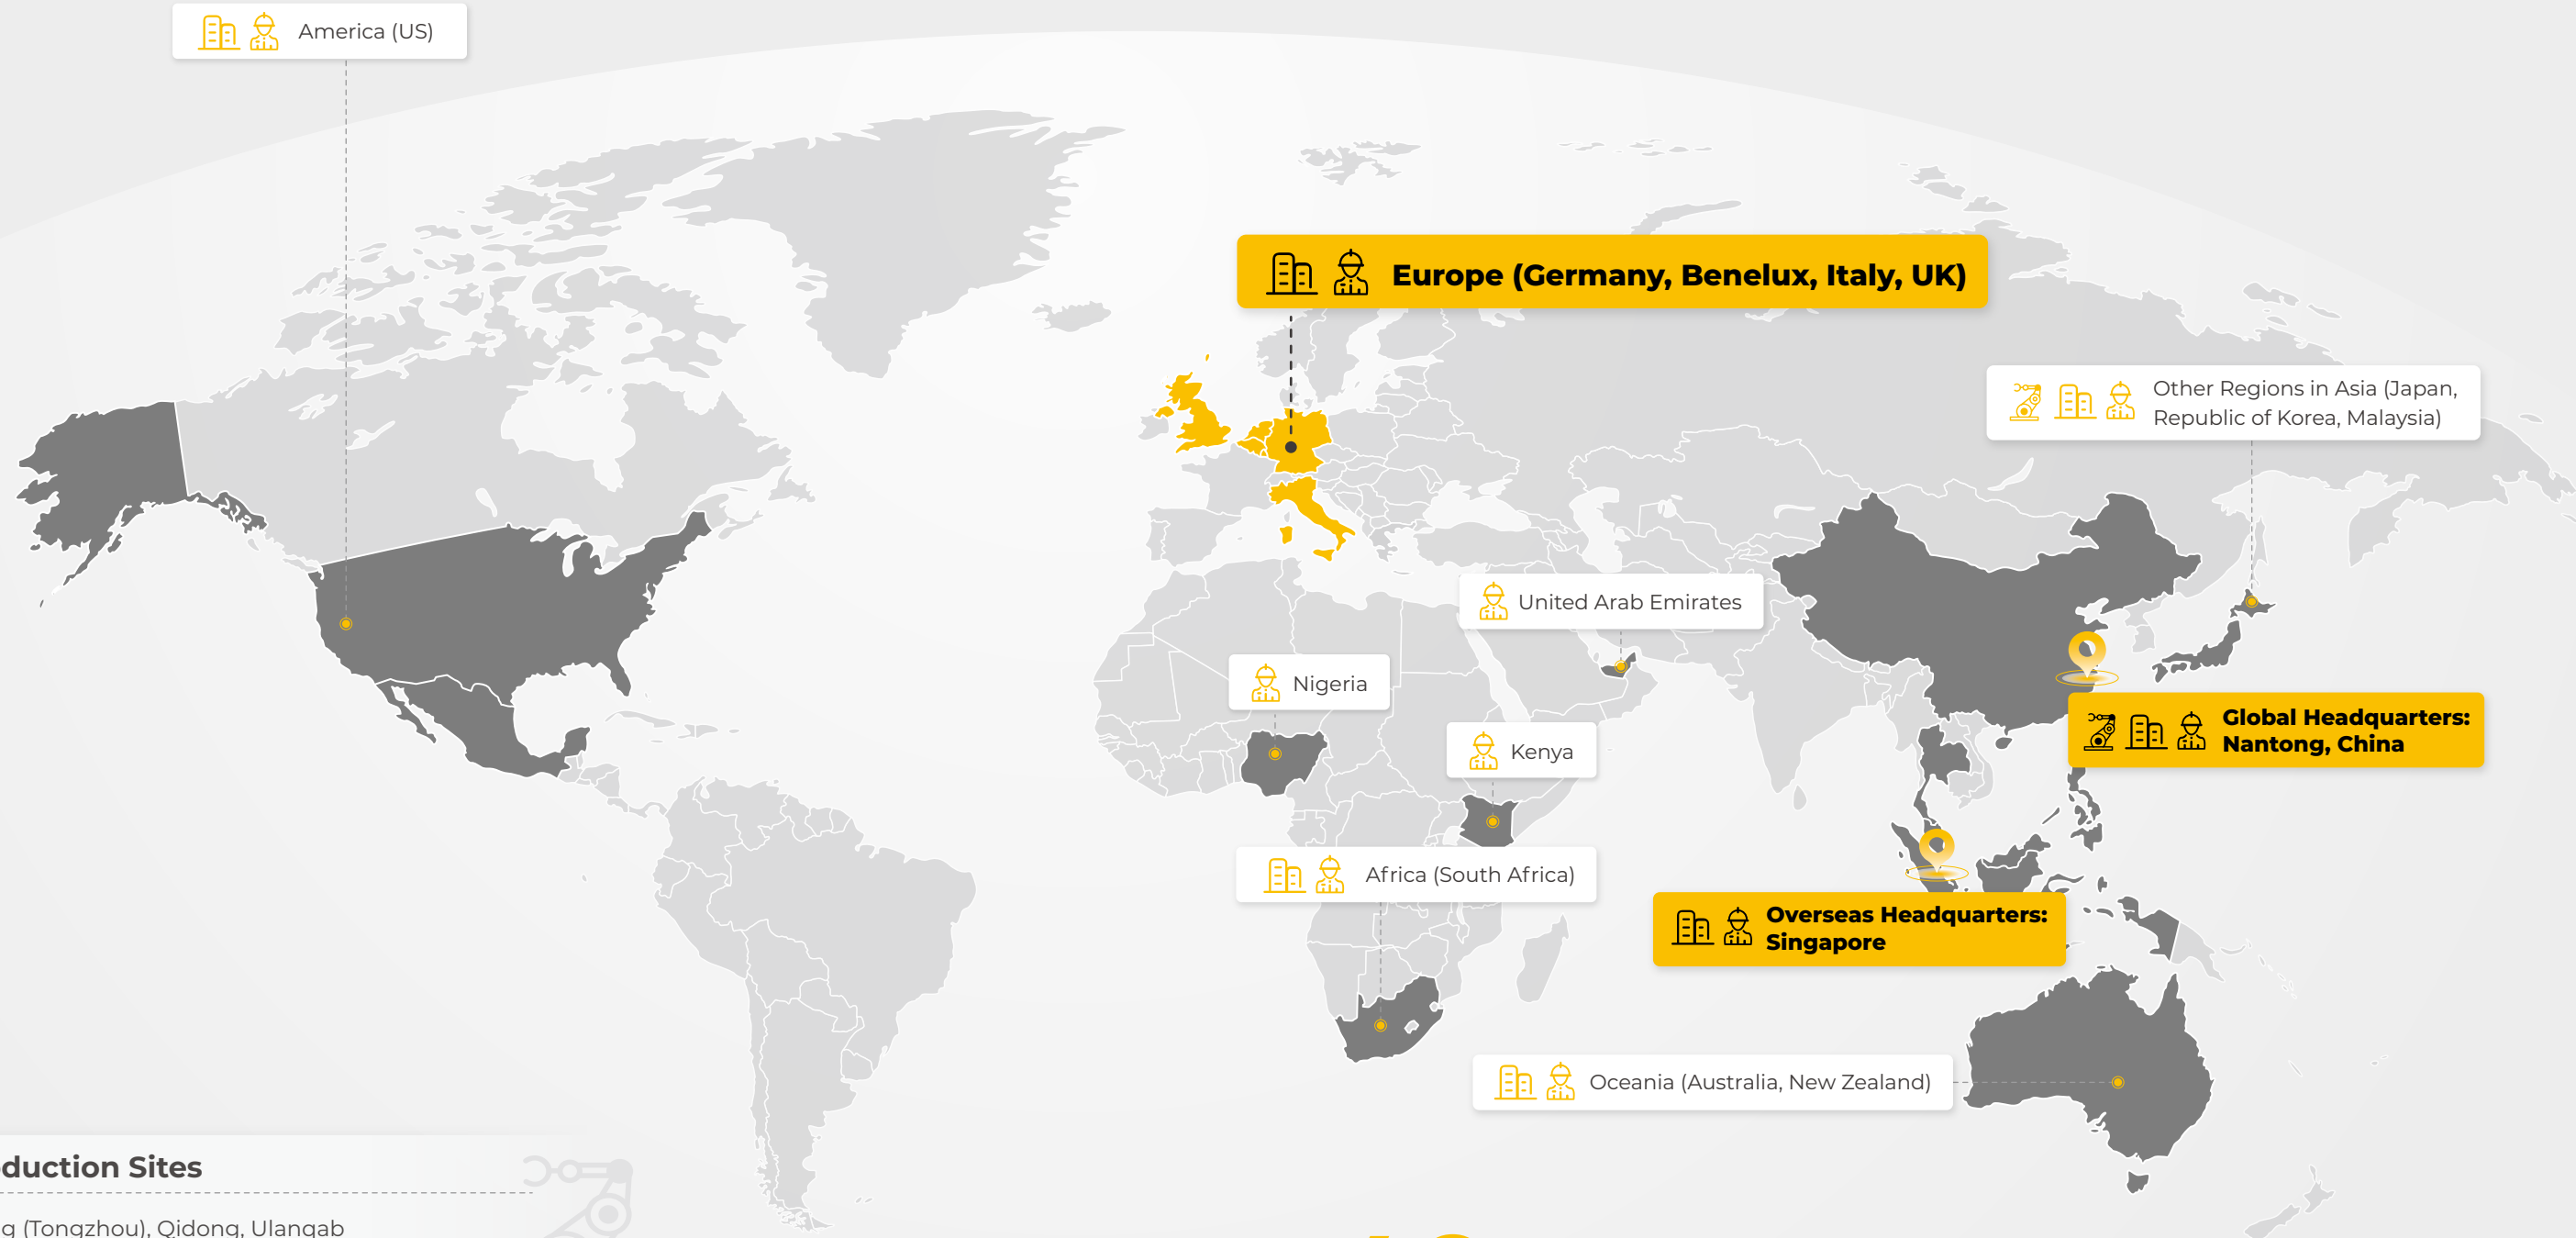 America (US)
Europe (Germany, Benelux, Italy, UK)
Other Regions in Asia (Japan,
Republic of Korea, Malaysia)
United Arab Emirates
Nigeria
Global Headquarters:
Nantong, China
Kenya
Africa (South Africa)
Overseas Headquarters:
Singapore
Oceania (Australia, New Zealand)
duction Sites
g (Tongzhou), Qidong, Ulanqab